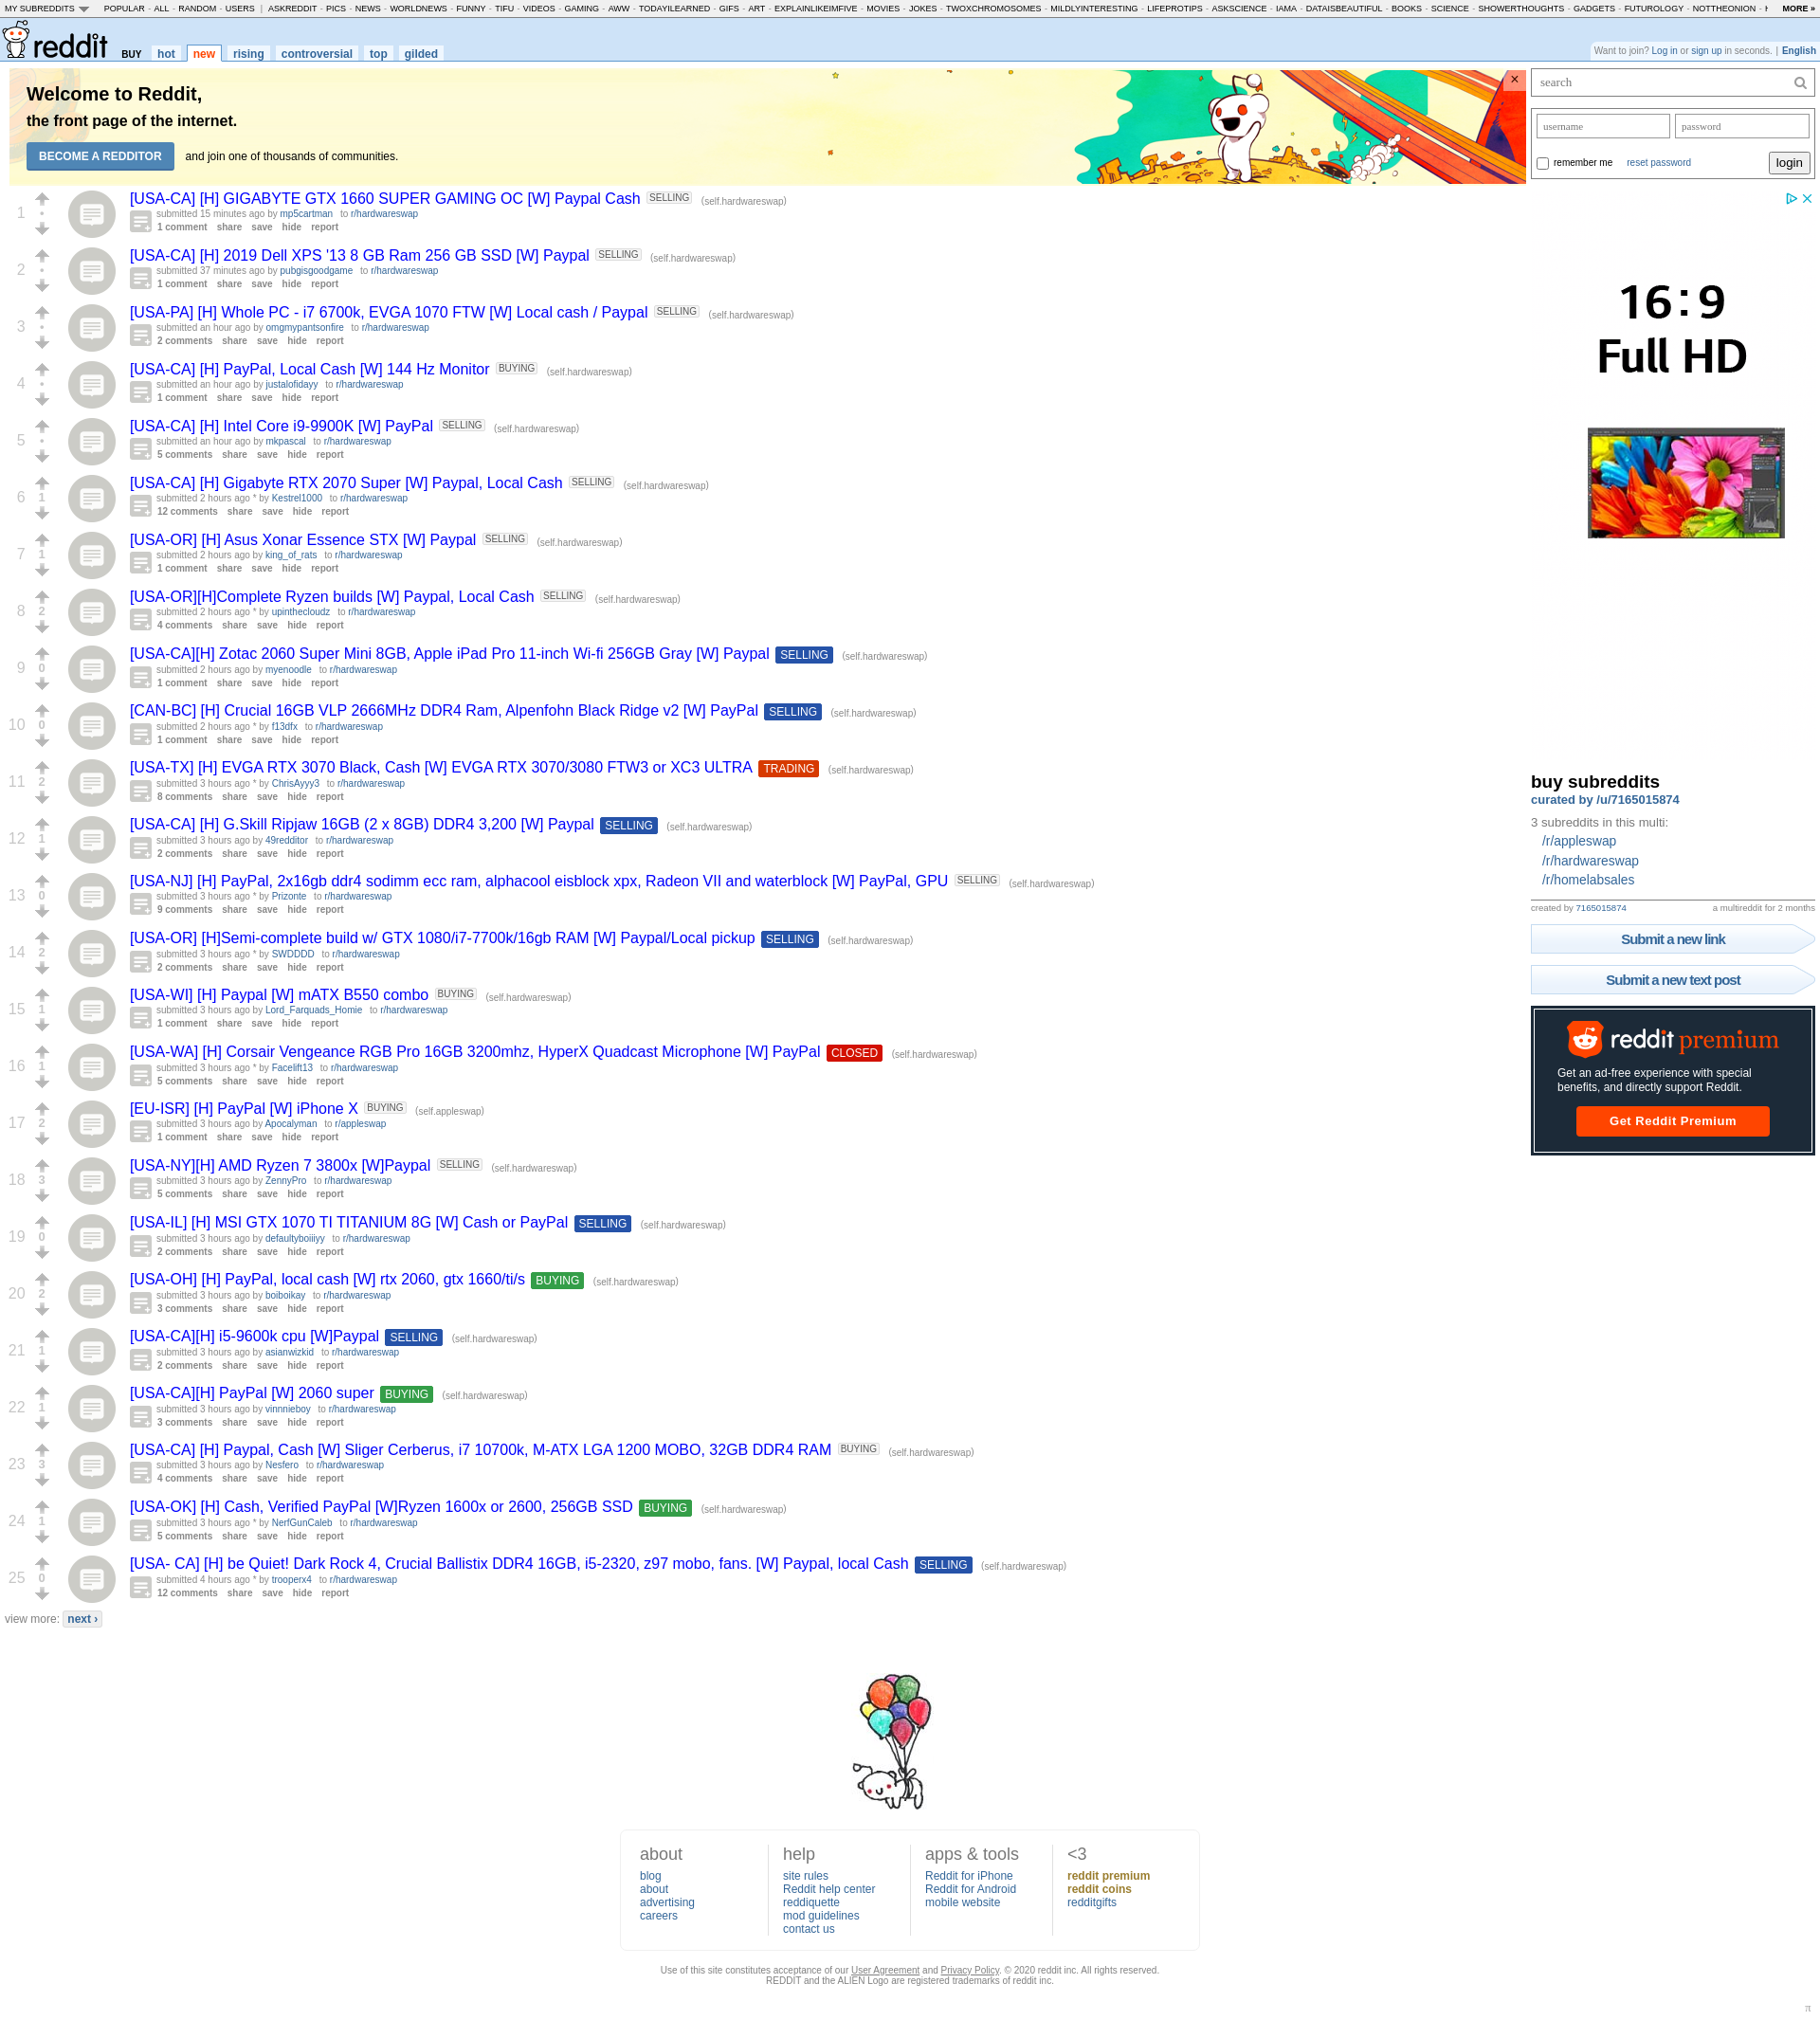 MY SUBREDDITS POPULAR - ALL - RANDOM - USERS | ASKREDDIT - PICS - NEWS - WORLDNEWS - FUNNY - TIFU - VIDEOS - GAMING - AWW - TODAYILEARNED - GIFS - ART - EXPLAINLIKEIMFIVE - MOVIES - JOKES - TWOXCHROMOSOMES - MILDLYINTERESTING - LIFEPROTIPS - ASKSCIENCE - IAMA - DATAISBEAUTIFUL - BOOKS - SCIENCE - SHOWERTHOUGHTS - GADGETS - FUTUROLOGY - NOTTHEONION - MORE »
reddit BUY hot new rising controversial top gilded
Want to join? Log in or sign up in seconds. | English
Welcome to Reddit,
the front page of the internet.
BECOME A REDDITOR and join one of thousands of communities.
×
search
username password
remember me reset password login
1 [USA-CA] [H] GIGABYTE GTX 1660 SUPER GAMING OC [W] Paypal Cash SELLING (self.hardwareswap)
• submitted 15 minutes ago by mp5cartman to r/hardwareswap
1 comment share save hide report
2 [USA-CA] [H] 2019 Dell XPS '13 8 GB Ram 256 GB SSD [W] Paypal SELLING (self.hardwareswap)
• submitted 37 minutes ago by pubgisgoodgame to r/hardwareswap
1 comment share save hide report
3 [USA-PA] [H] Whole PC - i7 6700k, EVGA 1070 FTW [W] Local cash / Paypal SELLING (self.hardwareswap)
• submitted an hour ago by omgmypantsonfire to r/hardwareswap
2 comments share save hide report
4 [USA-CA] [H] PayPal, Local Cash [W] 144 Hz Monitor BUYING (self.hardwareswap)
• submitted an hour ago by justalofidayy to r/hardwareswap
1 comment share save hide report
5 [USA-CA] [H] Intel Core i9-9900K [W] PayPal SELLING (self.hardwareswap)
• submitted an hour ago by mkpascal to r/hardwareswap
5 comments share save hide report
6 [USA-CA] [H] Gigabyte RTX 2070 Super [W] Paypal, Local Cash SELLING (self.hardwareswap)
1 submitted 2 hours ago * by Kestrel1000 to r/hardwareswap
12 comments share save hide report
7 [USA-OR] [H] Asus Xonar Essence STX [W] Paypal SELLING (self.hardwareswap)
1 submitted 2 hours ago by king_of_rats to r/hardwareswap
1 comment share save hide report
8 [USA-OR][H]Complete Ryzen builds [W] Paypal, Local Cash SELLING (self.hardwareswap)
2 submitted 2 hours ago * by upinthecloudz to r/hardwareswap
4 comments share save hide report
9 [USA-CA][H] Zotac 2060 Super Mini 8GB, Apple iPad Pro 11-inch Wi-fi 256GB Gray [W] Paypal SELLING (self.hardwareswap)
0 submitted 2 hours ago by myenoodle to r/hardwareswap
1 comment share save hide report
10 [CAN-BC] [H] Crucial 16GB VLP 2666MHz DDR4 Ram, Alpenfohn Black Ridge v2 [W] PayPal SELLING (self.hardwareswap)
0 submitted 2 hours ago * by f13dfx to r/hardwareswap
1 comment share save hide report
11 [USA-TX] [H] EVGA RTX 3070 Black, Cash [W] EVGA RTX 3070/3080 FTW3 or XC3 ULTRA TRADING (self.hardwareswap)
2 submitted 3 hours ago * by ChrisAyyy3 to r/hardwareswap
8 comments share save hide report
12 [USA-CA] [H] G.Skill Ripjaw 16GB (2 x 8GB) DDR4 3,200 [W] Paypal SELLING (self.hardwareswap)
1 submitted 3 hours ago by 49redditor to r/hardwareswap
2 comments share save hide report
13 [USA-NJ] [H] PayPal, 2x16gb ddr4 sodimm ecc ram, alphacool eisblock xpx, Radeon VII and waterblock [W] PayPal, GPU SELLING (self.hardwareswap)
0 submitted 3 hours ago * by Prizonte to r/hardwareswap
9 comments share save hide report
14 [USA-OR] [H]Semi-complete build w/ GTX 1080/i7-7700k/16gb RAM [W] Paypal/Local pickup SELLING (self.hardwareswap)
2 submitted 3 hours ago * by SWDDDD to r/hardwareswap
2 comments share save hide report
15 [USA-WI] [H] Paypal [W] mATX B550 combo BUYING (self.hardwareswap)
1 submitted 3 hours ago by Lord_Farquads_Homie to r/hardwareswap
1 comment share save hide report
16 [USA-WA] [H] Corsair Vengeance RGB Pro 16GB 3200mhz, HyperX Quadcast Microphone [W] PayPal CLOSED (self.hardwareswap)
1 submitted 3 hours ago * by Facelift13 to r/hardwareswap
5 comments share save hide report
17 [EU-ISR] [H] PayPal [W] iPhone X BUYING (self.appleswap)
2 submitted 3 hours ago by Apocalyman to r/appleswap
1 comment share save hide report
18 [USA-NY][H] AMD Ryzen 7 3800x [W]Paypal SELLING (self.hardwareswap)
3 submitted 3 hours ago by ZennyPro to r/hardwareswap
5 comments share save hide report
19 [USA-IL] [H] MSI GTX 1070 TI TITANIUM 8G [W] Cash or PayPal SELLING (self.hardwareswap)
0 submitted 3 hours ago by defaultyboiiiyy to r/hardwareswap
2 comments share save hide report
20 [USA-OH] [H] PayPal, local cash [W] rtx 2060, gtx 1660/ti/s BUYING (self.hardwareswap)
2 submitted 3 hours ago by boiboikay to r/hardwareswap
3 comments share save hide report
21 [USA-CA][H] i5-9600k cpu [W]Paypal SELLING (self.hardwareswap)
1 submitted 3 hours ago by asianwizkid to r/hardwareswap
2 comments share save hide report
22 [USA-CA][H] PayPal [W] 2060 super BUYING (self.hardwareswap)
1 submitted 3 hours ago by vinnnieboy to r/hardwareswap
3 comments share save hide report
23 [USA-CA] [H] Paypal, Cash [W] Sliger Cerberus, i7 10700k, M-ATX LGA 1200 MOBO, 32GB DDR4 RAM BUYING (self.hardwareswap)
3 submitted 3 hours ago by Nesfero to r/hardwareswap
4 comments share save hide report
24 [USA-OK] [H] Cash, Verified PayPal [W]Ryzen 1600x or 2600, 256GB SSD BUYING (self.hardwareswap)
1 submitted 3 hours ago * by NerfGunCaleb to r/hardwareswap
5 comments share save hide report
25 [USA- CA] [H] be Quiet! Dark Rock 4, Crucial Ballistix DDR4 16GB, i5-2320, z97 mobo, fans. [W] Paypal, local Cash SELLING (self.hardwareswap)
0 submitted 4 hours ago * by trooperx4 to r/hardwareswap
12 comments share save hide report
view more: next ›
16:9
Full HD
buy subreddits
curated by /u/7165015874
3 subreddits in this multi:
/r/appleswap
/r/hardwareswap
/r/homelabsales
created by 7165015874 a multireddit for 2 months
Submit a new link
Submit a new text post
reddit premium
Get an ad-free experience with special
benefits, and directly support Reddit.
Get Reddit Premium
about
blog
about
advertising
careers
help
site rules
Reddit help center
reddiquette
mod guidelines
contact us
apps & tools
Reddit for iPhone
Reddit for Android
mobile website
<3
reddit premium
reddit coins
redditgifts
Use of this site constitutes acceptance of our User Agreement and Privacy Policy. © 2020 reddit inc. All rights reserved.
REDDIT and the ALIEN Logo are registered trademarks of reddit inc.
π